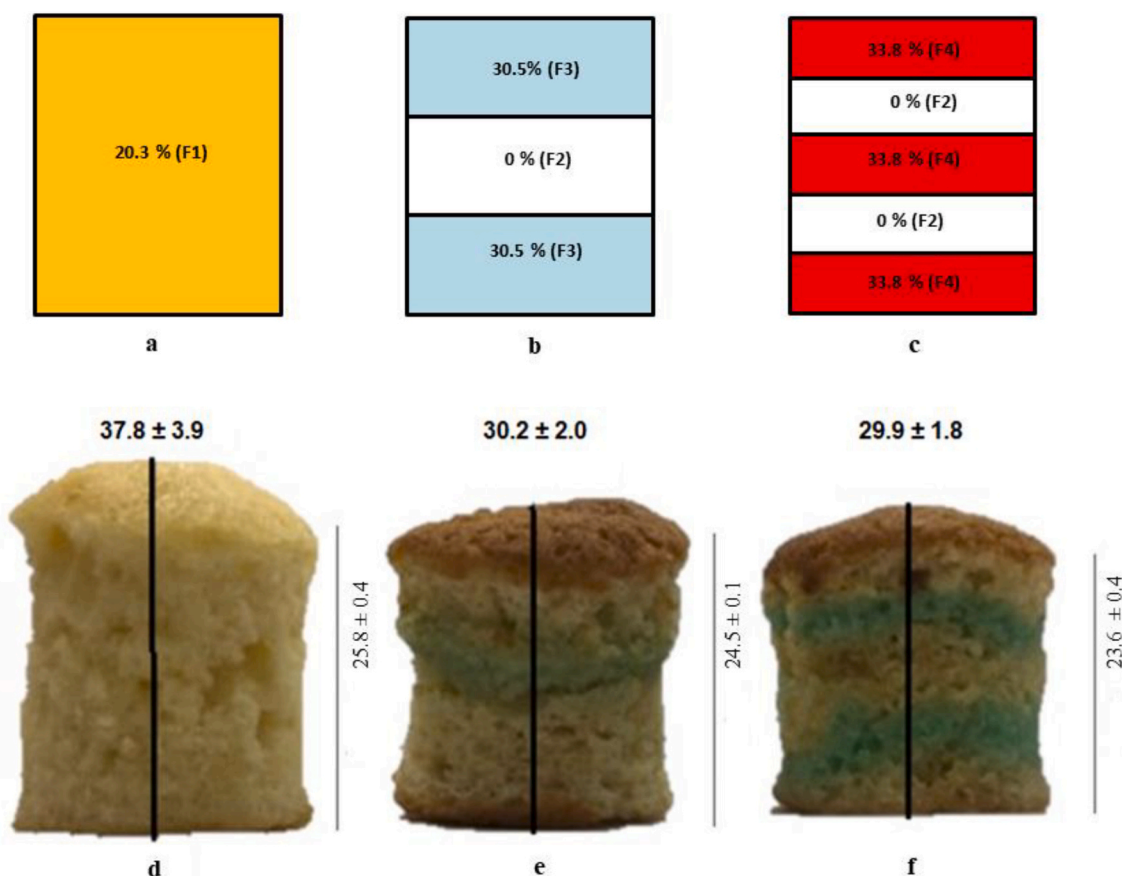 20.3 % (F1)
30.5% (F3)
0 % (F2)
30.5 % (F3)
33.8 % (F4)
0 % (F2)
33.8 % (F4)
0 % (F2)
33.8 % (F4)
a
b
c
37.8 ± 3.9
30.2 ± 2.0
29.9 ± 1.8
25.8 ± 0.4
24.5 ± 0.1
23.6 ± 0.4
d
e
f